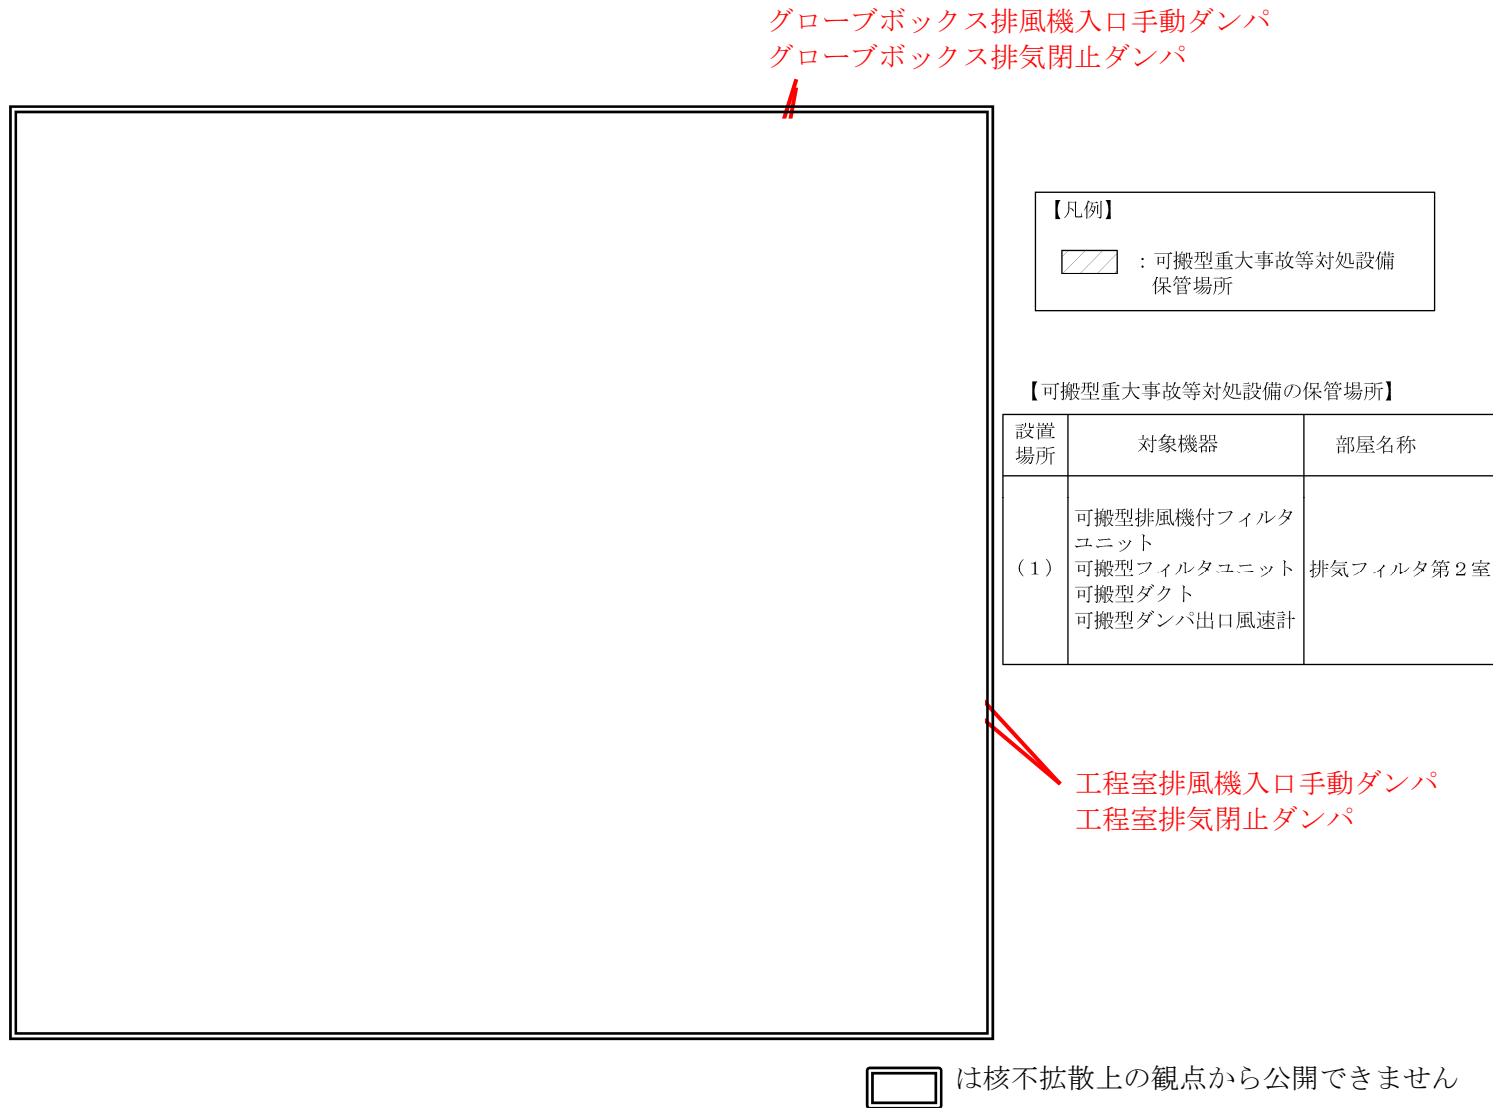 グローブボックス排風機入口手動ダンパ
グローブボックス排気閉止ダンパ
【凡例】
：可搬型重大事故等対処設備
保管場所
【可搬型重大事故等対処設備の保管場所】
設置
場所
対象機器
部屋名称
（１）
可搬型排風機付フィルタ
ユニット
可搬型フィルタユニット
可搬型ダクト
可搬型ダンパ出口風速計
排気フィルタ第２室
工程室排風機入口手動ダンパ
工程室排気閉止ダンパ
は核不拡散上の観点から公開できません